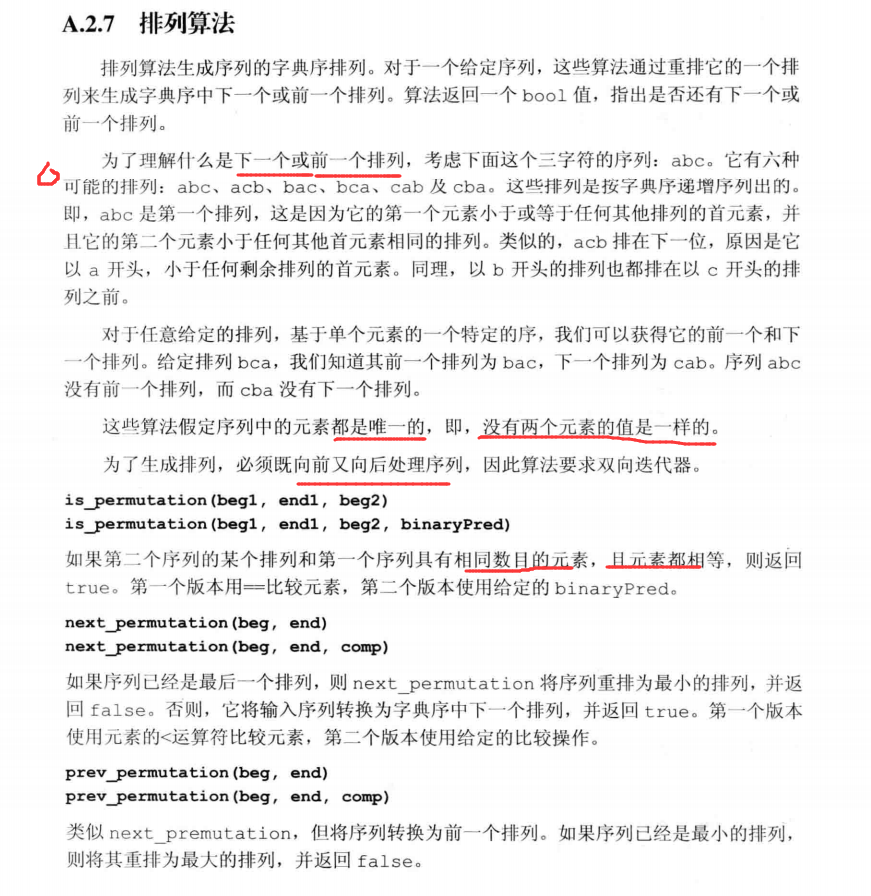 A.2.7 排列算法
排列算法生成序列的字典序排列。对于一个给定序列，这些算法通过重排它的一个排
列来生成字典序中下一个或前一个排列。算法返回一个 bool 值，指出是否还有下一个或
前一个排列。
为了理解什么是下一个或前一个排列，考虑下面这个三字符的序列：abc。它有六种
可能的排列：abc、acb、bac、bca、cab 及 cba。这些排列是按字典序递增序列出的。
即，abc 是第一个排列，这是因为它的第一个元素小于或等于任何其他排列的首元素，并
且它的第二个元素小于任何其他首元素相同的排列。类似的，acb 排在下一位，原因是它
以 a 开头，小于任何剩余排列的首元素。同理，以 b 开头的排列也都排在以 c 开头的排
列之前。
对于任意给定的排列，基于单个元素的一个特定的序，我们可以获得它的前一个和下
一个排列。给定排列 bca，我们知道其前一个排列为 bac，下一个排列为 cab。序列 abc
没有前一个排列，而 cba 没有下一个排列。
这些算法假定序列中的元素都是唯一的，即，没有两个元素的值是一样的。
为了生成排列，必须既向前又向后处理序列，因此算法要求双向迭代器。
is_permutation(beg1, end1, beg2)
is_permutation(beg1, end1, beg2, binaryPred)
如果第二个序列的某个排列和第一个序列具有相同数目的元素，且元素都相等，则返回
true。第一个版本用==比较元素，第二个版本使用给定的 binaryPred。
next_permutation(beg, end)
next_permutation(beg, end, comp)
如果序列已经是最后一个排列，则 next_permutation 将序列重排为最小的排列，并返
回 false。否则，它将输入序列转换为字典序中下一个排列，并返回 true。第一个版本
使用元素的<运算符比较元素，第二个版本使用给定的比较操作。
prev_permutation(beg, end)
prev_permutation(beg, end, comp)
类似 next_premutation，但将序列转换为前一个排列。如果序列已经是最小的排列，
则将其重排为最大的排列，并返回 false。